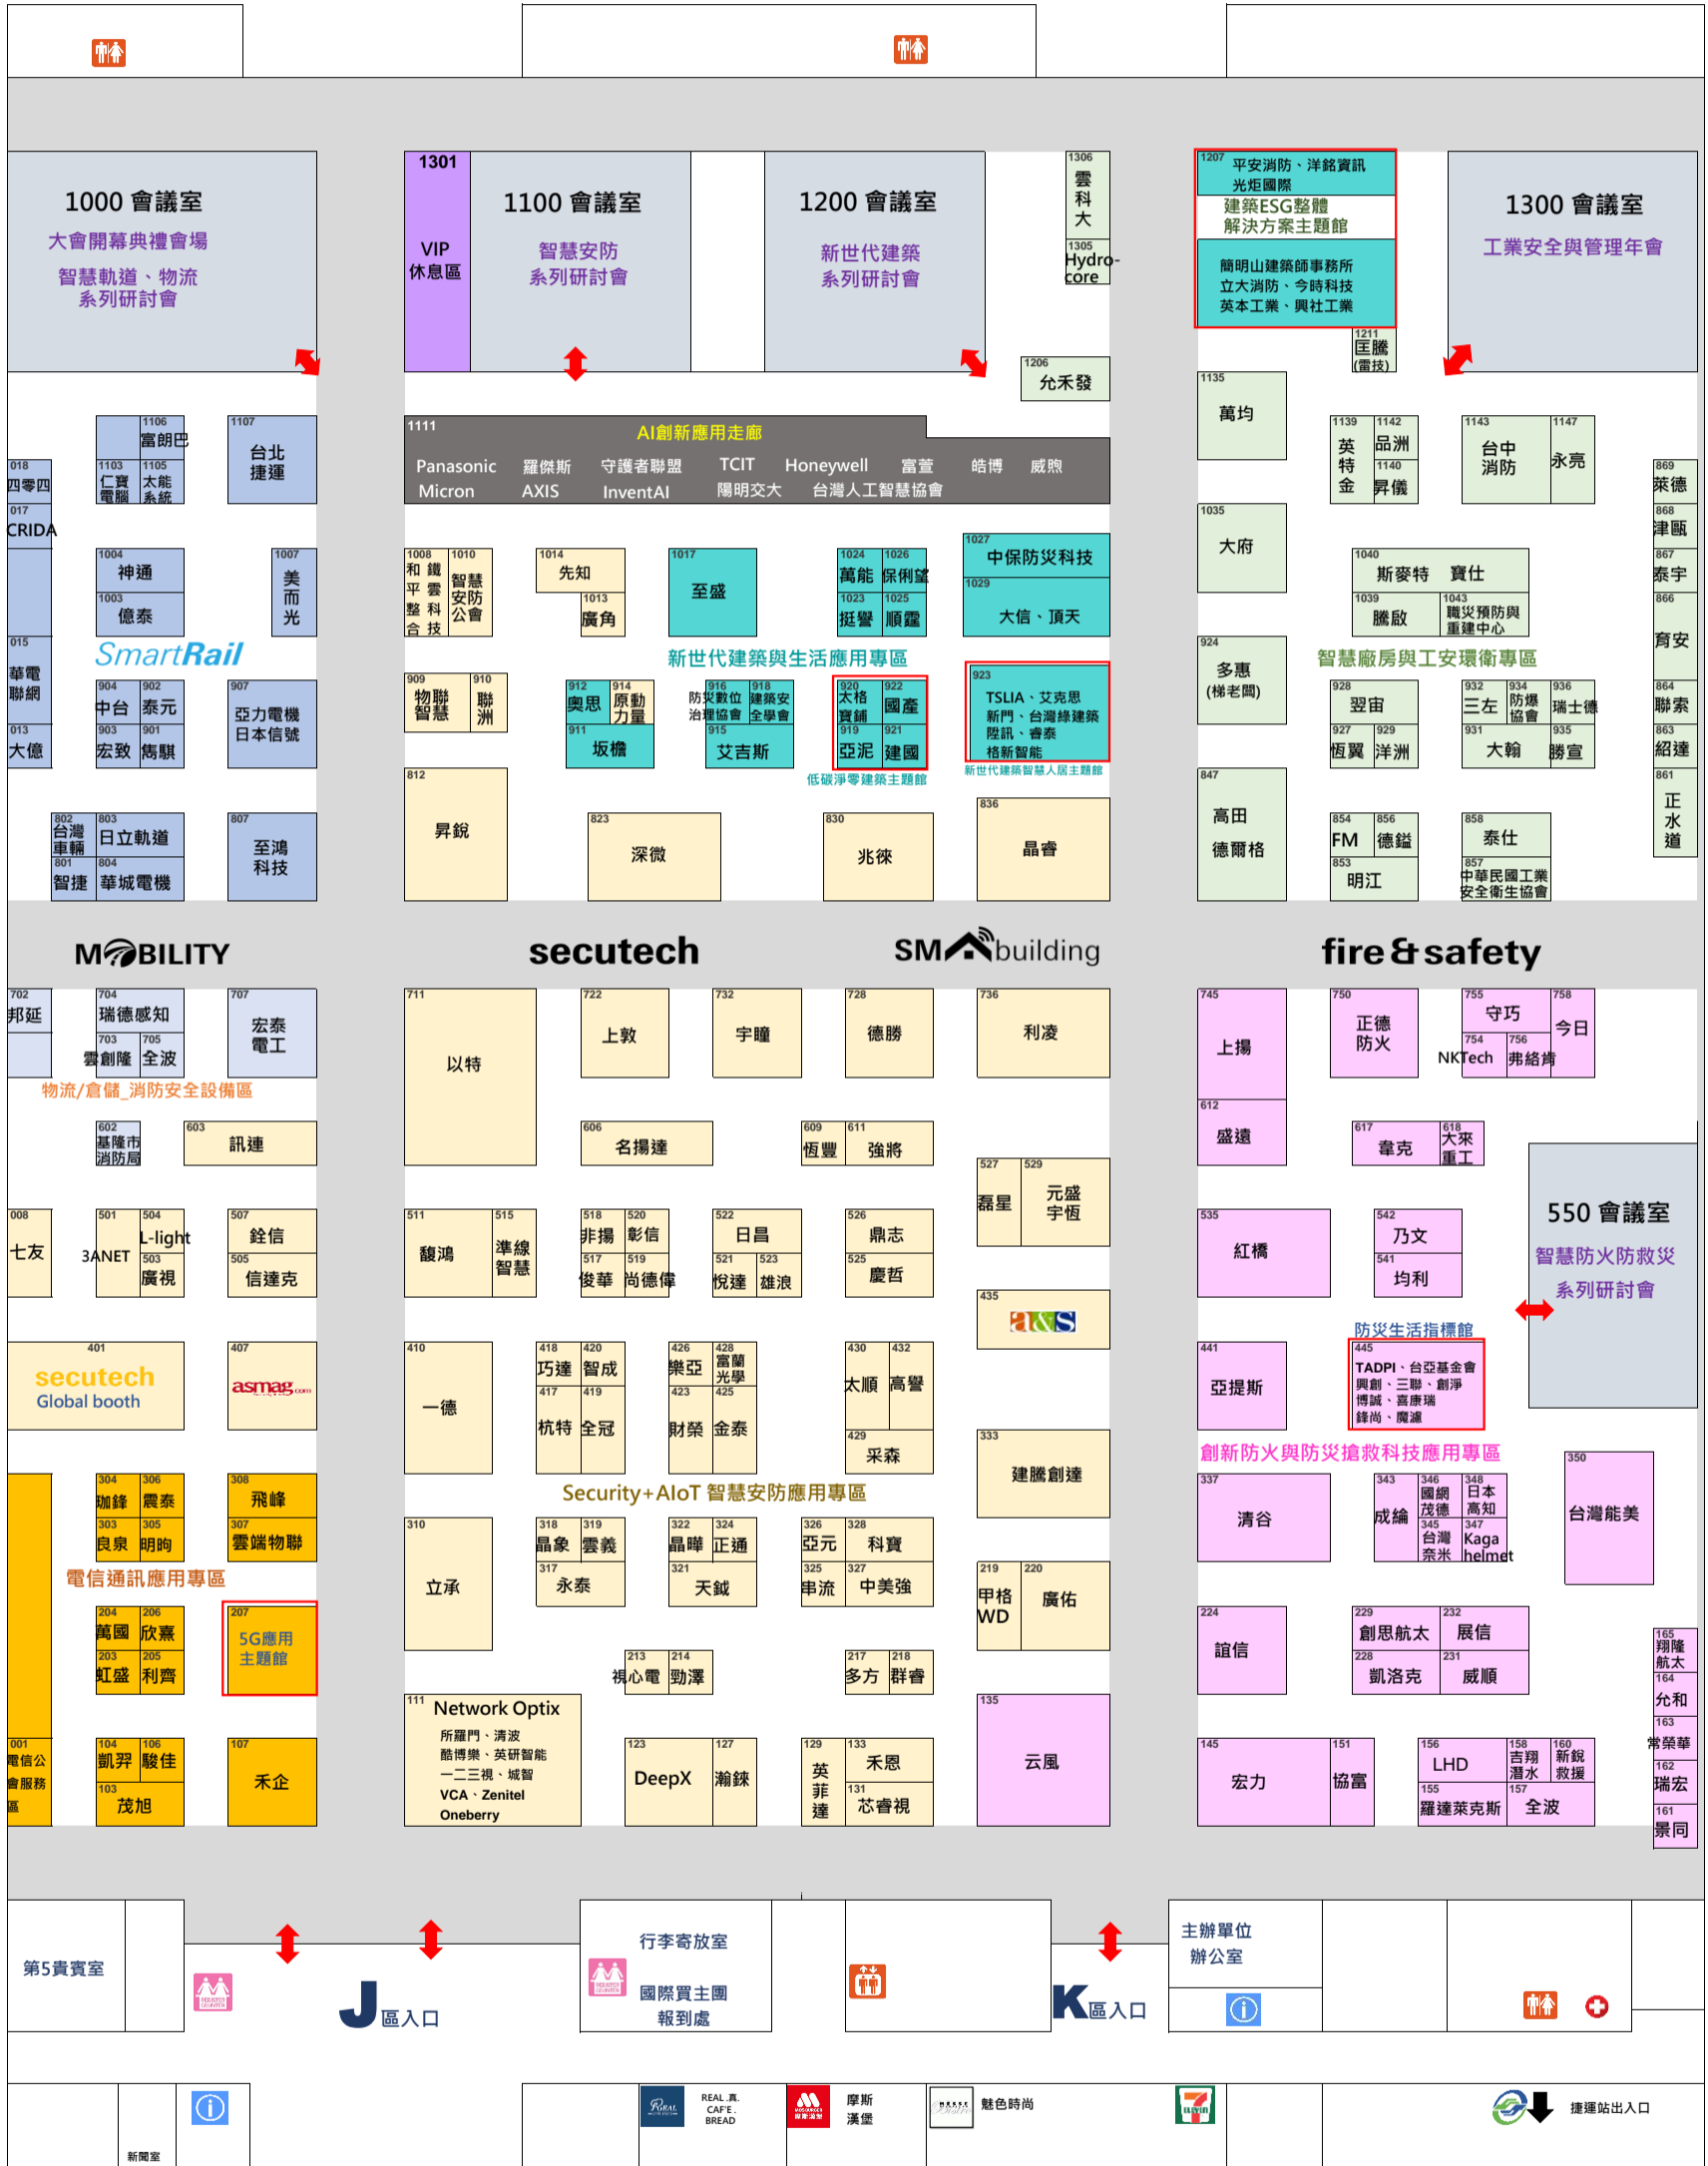 1000 會議室
大會開幕典禮會場
智慧軌道、物流
系列研討會
1301
VIP
休息區
1100 會議室
智慧安防
系列研討會
1200 會議室
新世代建築
系列研討會
1306
雲科大
1305
Hydro-
core
1207
平安消防、洋銘資訊
光炬國際
建築ESG整體
解決方案主題館
簡明山建築師事務所
立大消防、今時科技
英本工業、興社工業
1211
匡騰
(雷技)
1300 會議室
工業安全與管理年會
1206
允禾發
1106
富朗巴
1107
台北
捷運
018
四零四
1103
仁寶
電腦
1105
太能
系統
017
CRIDA
1111
AI創新應用走廊
Panasonic 羅傑斯 守護者聯盟 TCIT Honeywell 富萱 皓博 威煦
Micron AXIS InventAI 陽明交大 台灣人工智慧協會
1135
萬均
1139
英特金
1142
品洲
1140
昇儀
1143
台中
消防
1147
永亮
869
萊德
868
津甌
867
泰宇
866
育安
864
聯索
863
紹達
861
正水道
1004
神通
1003
億泰
1007
美而光
015
華電
聯網
013
大億
SmartRail
904
中台
902
泰元
903
宏致
901
雋騏
907
亞力電機
日本信號
802
台灣
車輛
803
日立軌道
801
智捷
804
華城電機
807
至鴻
科技
1008
和平整合
鐵雲科技
1010
智慧
安防
公會
1014
先知
1013
廣角
1017
至盛
1024
萬能
1026
保俐望
1023
挺譽
1025
順霆
1027
中保防災科技
1029
大信、頂天
新世代建築與生活應用專區
909
物聯
智慧
910
聯洲
912
奧思
914
原動
力量
911
坂檐
916
防災數位
治理協會
918
建築安
全學會
915
艾吉斯
920
太格
寶鋪
922
國產
919
亞泥
921
建國
低碳淨零建築主題館
923
TSLIA、艾克思
新門、台灣綠建築
陞訊、睿泰
格新智能
新世代建築智慧人居主題館
812
昇銳
823
深微
830
兆徠
836
晶睿
1035
大府
1040
斯麥特 寶仕
1039
騰啟
1043
職災預防與
重建中心
924
多惠
(梯老闆)
智慧廠房與工安環衛專區
928
翌宙
927
恆翼
929
洋洲
932
三左
934
防爆
協會
936
瑞士德
931
大翰
935
勝宣
847
高田
德爾格
854
FM
856
德鎰
853
明江
858
泰仕
857
中華民國工業
安全衛生協會
MOBILITY
secutech
SMAbuilding
fire&safety
702
邦延
704
瑞德感知
703
雲創隆
705
全波
707
宏泰
電工
物流/倉儲_消防安全設備區
602
基隆市
消防局
603
訊連
711
以特
722
上敦
732
宇瞳
728
德勝
736
利凌
606
名揚達
609
恆豐
611
強將
527
磊星
529
元盛
宇恆
745
上揚
612
盛遠
750
正德
防火
755
守巧
758
今日
754
NKTech
756
弗絡肯
617
韋克
618
大來
重工
550 會議室
智慧防火防救災
系列研討會
008
七友
501
3ANET
504
L-light
503
廣視
507
銓信
505
信達克
511
馥鴻
515
準線
智慧
518
非揚
520
彰信
517
俊華
519
尚德偉
522
日昌
521
悅達
523
雄浪
526
鼎志
525
慶哲
435
a&s
535
紅橋
542
乃文
541
均利
401
secutech
Global booth
407
asmag.com
410
一德
418
巧達
420
智成
417
杭特
419
全冠
426
樂亞
428
富蘭
光學
423
財榮
425
金泰
430
太順
432
高譽
429
采森
333
建騰創達
441
亞提斯
防災生活指標館
445
TADPI、台亞基金會
興創、三聯、創淨
博誠、喜康瑞
鋒尚、魔濾
創新防火與防災搶救科技應用專區
Security+AIoT 智慧安防應用專區
304
珈鋒
306
震泰
303
良泉
305
明昫
308
飛峰
307
雲端物聯
電信通訊應用專區
204
萬國
206
欣熹
203
虹盛
205
利齊
207
5G應用
主題館
001
電信公
會服務
區
104
凱羿
106
駿佳
103
茂旭
107
禾企
310
立承
318
晶象
319
雲義
317
永泰
322
晶曄
324
正通
321
天鉞
326
亞元
328
科寶
325
串流
327
中美強
219
甲格
WD
220
廣佑
213
視心電
214
勁澤
217
多方
218
群睿
111
Network Optix
所羅門、清波
酷博樂、英研智能
一二三視、城智
VCA、Zenitel
Oneberry
123
DeepX
127
瀚錸
129
英菲達
133
禾恩
131
芯睿視
135
云風
337
清谷
343
成綸
346
國網
茂德
348
日本
高知
345
台灣
奈米
347
Kaga
helmet
350
台灣能美
224
誼信
229
創思航太
232
展信
228
凱洛克
231
威順
165
翔隆
航太
164
允和
163
常榮華
162
瑞宏
161
景同
145
宏力
151
協富
156
LHD
158
吉翔
潛水
160
新銳
救援
155
羅達萊克斯
157
全波
第5貴賓室
J區入口
行李寄放室
國際買主團
報到處
K區入口
主辦單位
辦公室
新聞室
REAL
REAL .真.
CAF'E .
BREAD
MOS BURGER
摩斯漢堡
摩斯
漢堡
MESSE
Bistro
魅色時尚
7
ELEVEN
捷運站出入口